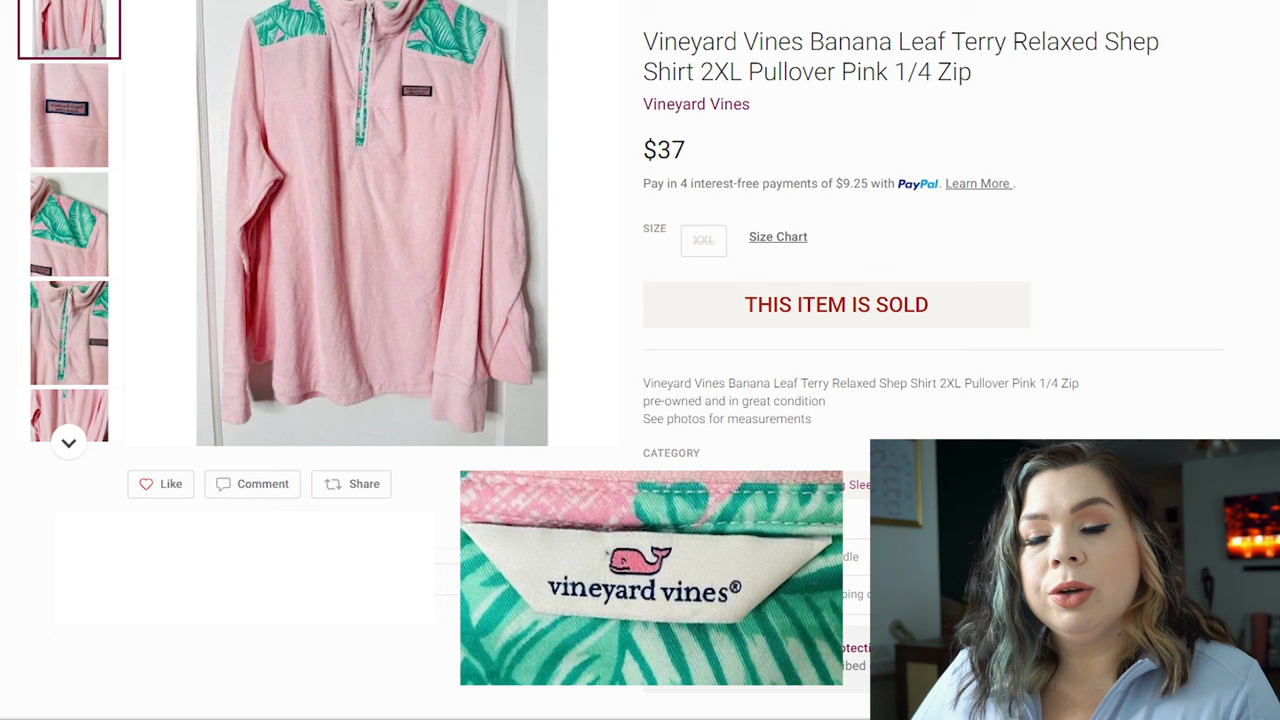 Vineyard Vines Banana Leaf Terry Relaxed Shep
Shirt 2XL Pullover Pink 1/4 Zip
Vineyard Vines
$37
Pay in 4 interest-free payments of $9.25 with PayPal. Learn More .
SIZE
XXL
Size Chart
THIS ITEM IS SOLD
Vineyard Vines Banana Leaf Terry Relaxed Shep Shirt 2XL Pullover Pink 1/4 Zip
pre-owned and in great condition
See photos for measurements
CATEGORY
Like
Comment
Share
vineyard vines®